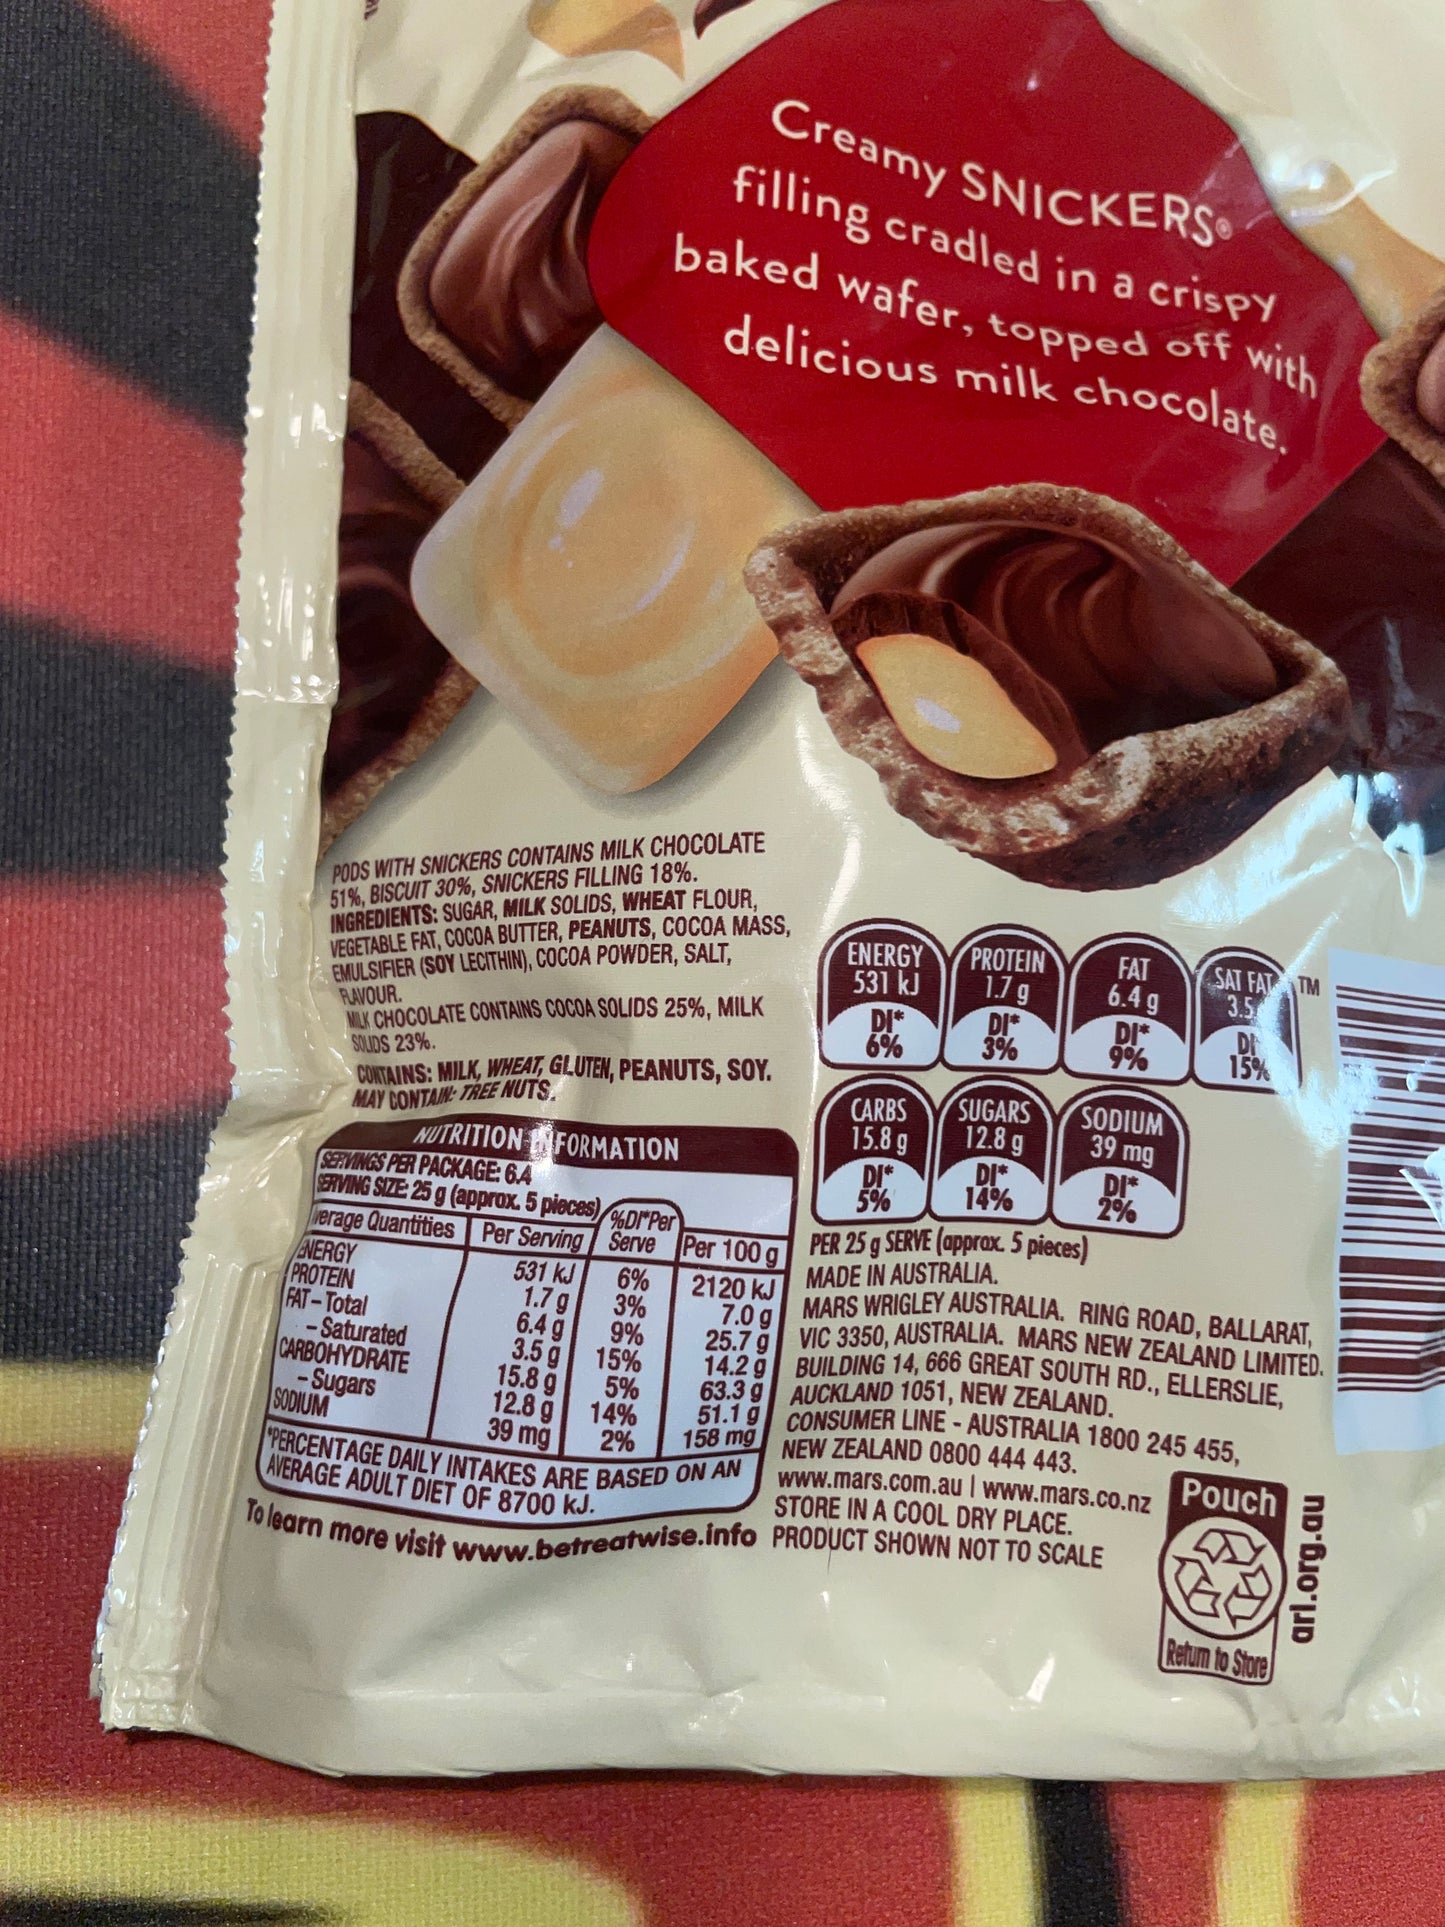 Creamy SNICKERS®
filling cradled in a crispy
baked wafer, topped off with
delicious milk chocolate.
PODS WITH SNICKERS CONTAINS MILK CHOCOLATE
51%, BISCUIT 30%, SNICKERS FILLING 18%.
INGREDIENTS: SUGAR, MILK SOLIDS, WHEAT FLOUR,
VEGETABLE FAT, COCOA BUTTER, PEANUTS, COCOA MASS,
EMULSIFIER (SOY LECITHIN), COCOA POWDER, SALT,
FLAVOUR.
MILK CHOCOLATE CONTAINS COCOA SOLIDS 25%, MILK
SOLIDS 23%.
CONTAINS: MILK, WHEAT, GLUTEN, PEANUTS, SOY.
MAY CONTAIN: TREE NUTS.
NUTRITION INFORMATION
SERVINGS PER PACKAGE: 6.4
SERVING SIZE: 25 g (approx. 5 pieces)
Average Quantities Per Serving %DI*Per Serve Per 100 g
ENERGY 531 kJ 6% 2120 kJ
PROTEIN 1.7 g 3% 7.0 g
FAT – Total 6.4 g 9% 25.7 g
– Saturated 3.5 g 15% 14.2 g
CARBOHYDRATE 15.8 g 5% 63.3 g
– Sugars 12.8 g 14% 51.1 g
SODIUM 39 mg 2% 158 mg
*PERCENTAGE DAILY INTAKES ARE BASED ON AN
AVERAGE ADULT DIET OF 8700 kJ.
To learn more visit www.betreatwise.info
ENERGY 531 kJ DI* 6%
PROTEIN 1.7 g DI* 3%
FAT 6.4 g DI* 9%
SAT FAT 3.5 DI 15%
TM
CARBS 15.8 g DI* 5%
SUGARS 12.8 g DI* 14%
SODIUM 39 mg DI* 2%
PER 25 g SERVE (approx. 5 pieces)
MADE IN AUSTRALIA.
MARS WRIGLEY AUSTRALIA. RING ROAD, BALLARAT,
VIC 3350, AUSTRALIA. MARS NEW ZEALAND LIMITED.
BUILDING 14, 666 GREAT SOUTH RD., ELLERSLIE,
AUCKLAND 1051, NEW ZEALAND.
CONSUMER LINE - AUSTRALIA 1800 245 455,
NEW ZEALAND 0800 444 443.
www.mars.com.au | www.mars.co.nz
STORE IN A COOL DRY PLACE.
PRODUCT SHOWN NOT TO SCALE
Pouch
Return to Store
arl.org.au